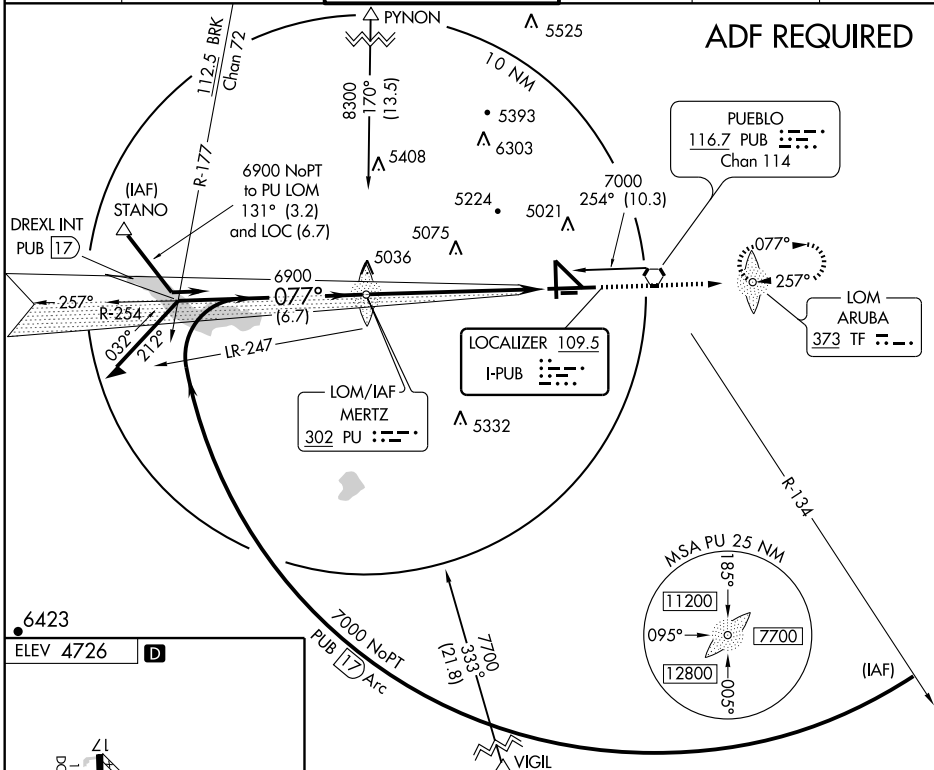 ADF REQUIRED
PYNON
5525
112.5 BRK
Chan 72
10 NM
8300
170°
(13.5)
5393
6303
5408
PUEBLO
116.7 PUB
Chan 114
R-177
6900 NoPT
to PU LOM
131° (3.2)
and LOC (6.7)
(IAF)
STANO
7000
254° (10.3)
5224
5021
5075
DREXL INT
PUB 17
5036
077°
257°
6900
077°
(6.7)
257°
R-254
032°
212°
LR-247
LOM
ARUBA
373 TF
LOCALIZER 109.5
I-PUB
LOM/IAF
MERTZ
302 PU
5332
R-134
MSA PU 25 NM
185°
11200
095°
7700
12800
005°
(IAF)
6423
7000 NoPT
PUB 17 Arc
7700
333°
(21.8)
VIGIL
ELEV 4726
D
17